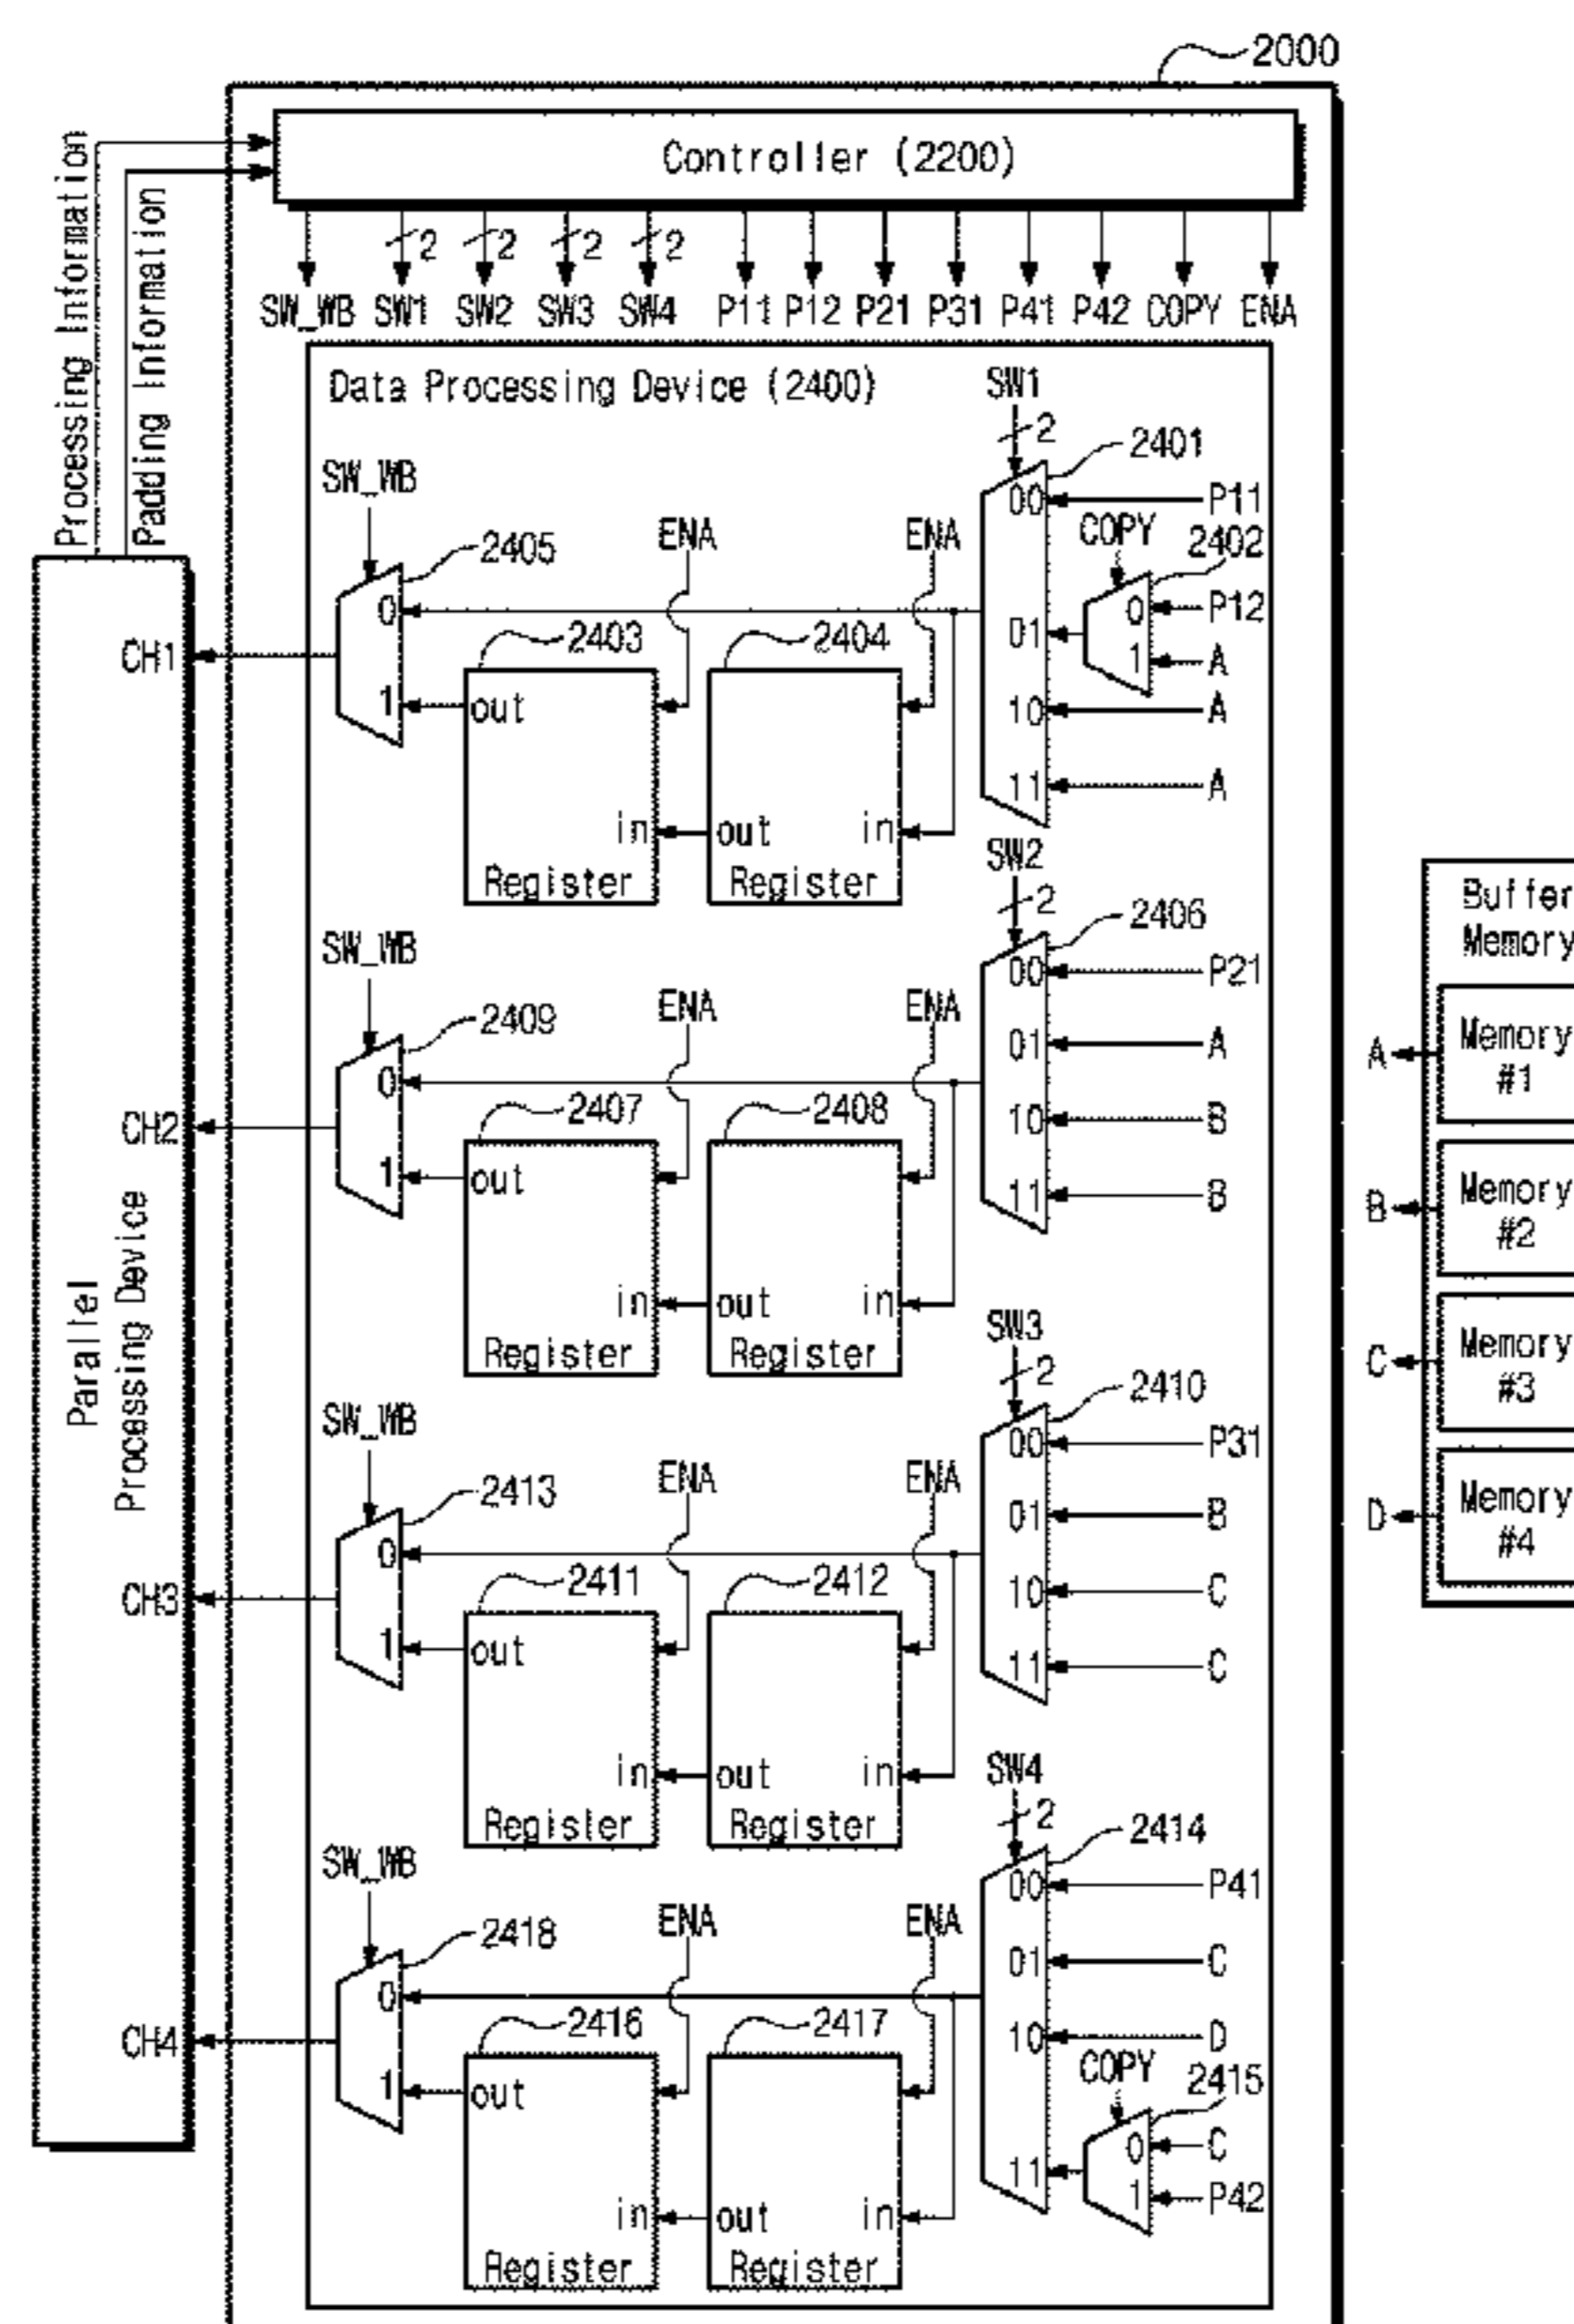 2000
Controller (2200)
Processing Information
Padding Information
2 2 2 2
SW_WB SW1 SW2 SW3 SW4 P11 P12 P21 P31 P41 P42 COPY ENA
Data Processing Device (2400)
SW1
2
2401
SW_WB
2405
ENA
ENA
00
P11
COPY
2402
0
P12
0
01
1
A
2403
2404
CH1
1
out
10
A
11
A
in
out
in
Register
Register
SW2
2
2406
SW_WB
2409
ENA
ENA
00
P21
01
A
0
2407
2408
10
B
CH2
1
out
11
B
in
out
in
Register
Register
SW3
2
2410
SW_WB
2413
ENA
ENA
00
P31
01
B
0
2411
2412
10
C
CH3
1
out
11
C
in
out
in
Register
Register
SW4
2
2414
SW_WB
2418
ENA
ENA
00
P41
01
C
0
2416
2417
10
D
COPY
2415
CH4
1
out
0
C
11
1
P42
in
out
in
Register
Register
Parallel
Processing Device
Buffer
Memory
A
Memory
#1
B
Memory
#2
C
Memory
#3
D
Memory
#4